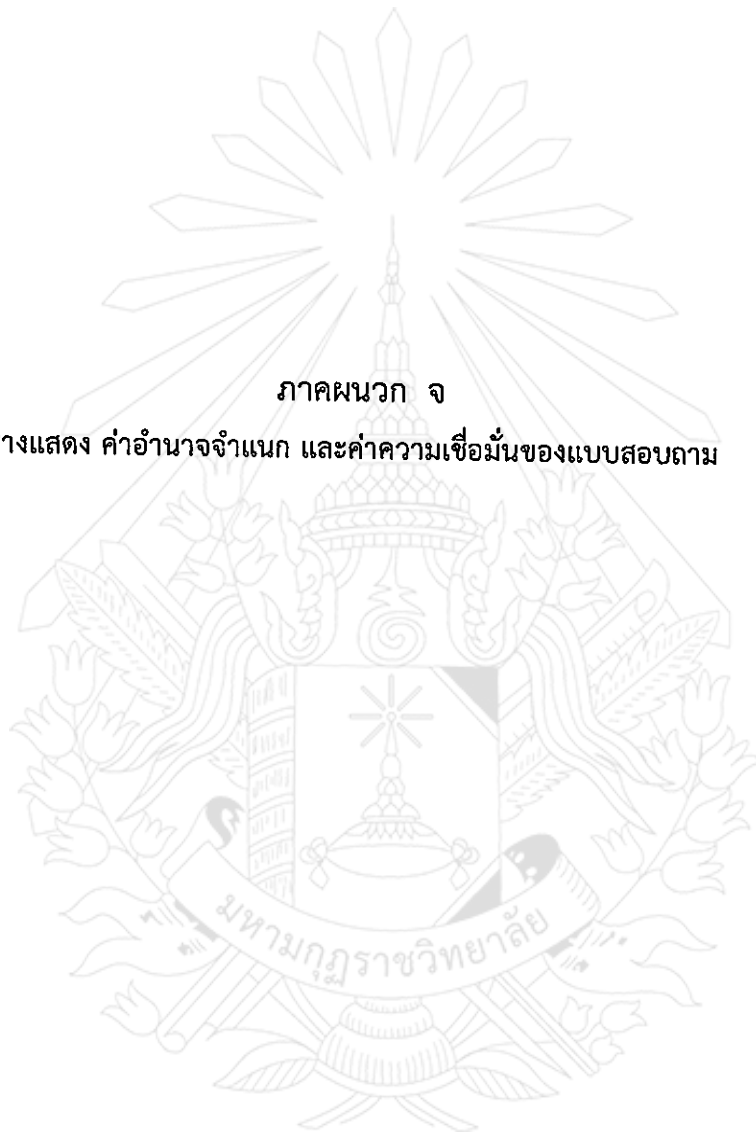 ภาคผนวก จ
างแสดง ค่าอำนาจจำแนก และค่าความเชื่อมั่นของแบบสอบถาม
มหามกุฏราชวิทยาลัย